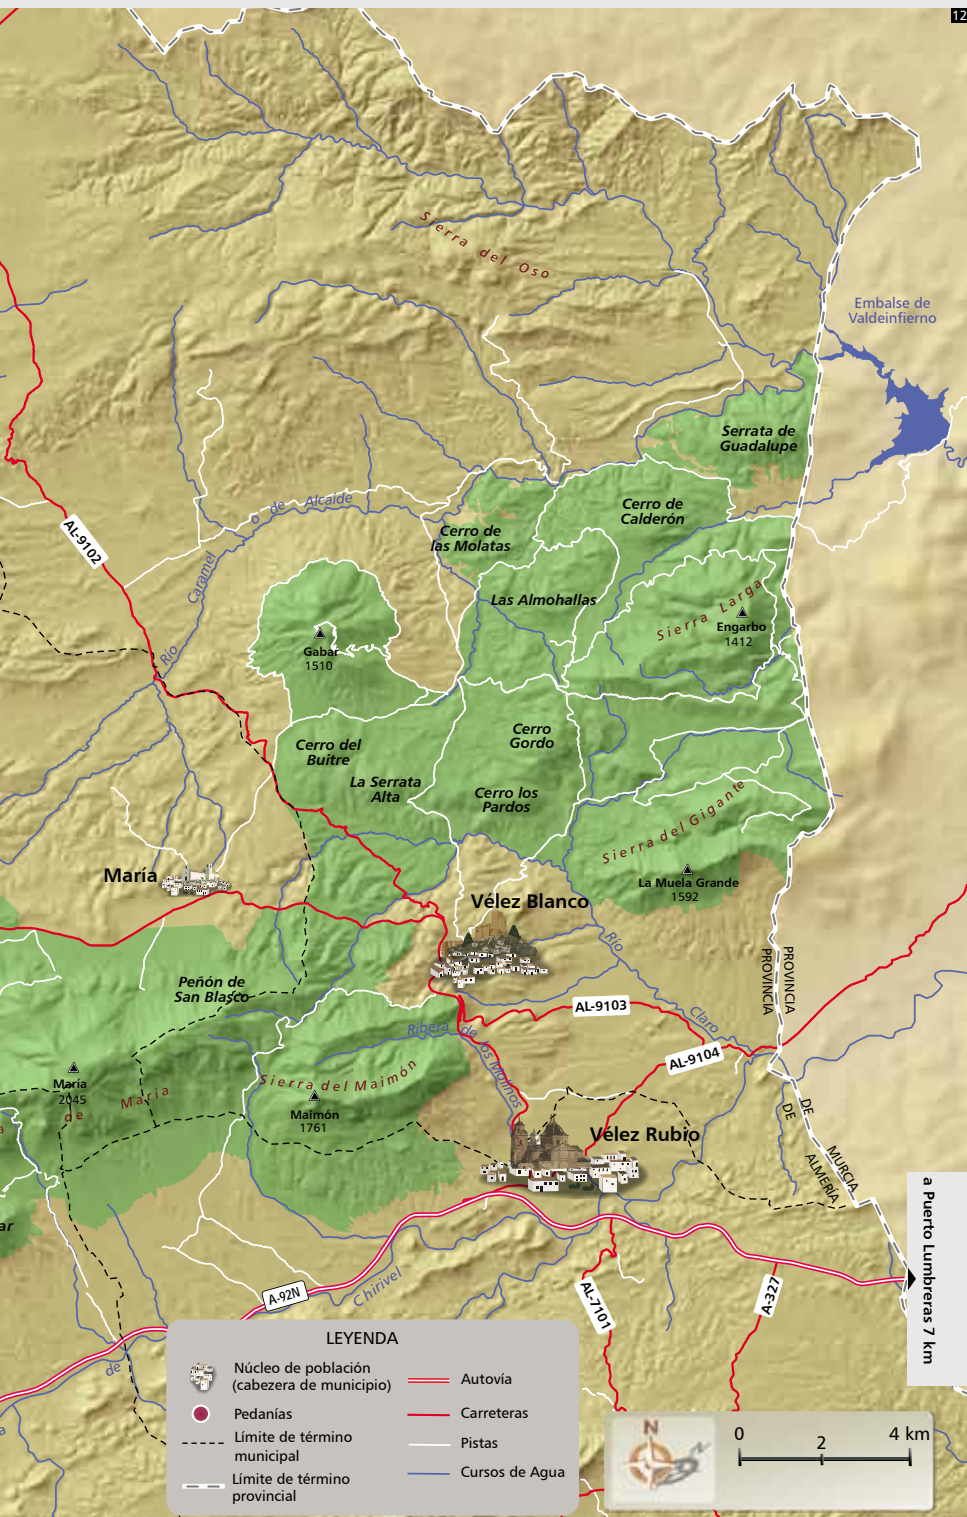 12
Sierra del Oso
Embalse de
Valdeinfierno
Serrata de
Guadalupe
Cerro de
Calderón
o de Alcaide
AL-9102
Cerro de
las Molatas
Río Caramel
Las Almohallas
Sierra Larga
Engarbo
1412
Gabar
1510
Cerro
Gordo
Cerro del
Buitre
La Serrata
Alta
Cerro los
Pardos
Sierra del Gigante
María
La Muela Grande
1592
Vélez Blanco
Río Claro
PROVINCIA
PROVINCIA
Peñón de
San Blasco
AL-9103
Ribera de los Molinos
AL-9104
María
2045
de María
Sierra del Maimón
Maimón
1761
DE
DE
Vélez Rubio
MURCIA
ALMERÍA
a
ar
a Puerto Lumbreras 7 km
A-92N
Chirivel
AL-7101
A-327
de
a
LEYENDA
Núcleo de población
(cabezera de municipio)
Pedanías
Límite de término
municipal
Límite de término
provincial
Autovía
Carreteras
Pistas
Cursos de Agua
N
0 2 4 km